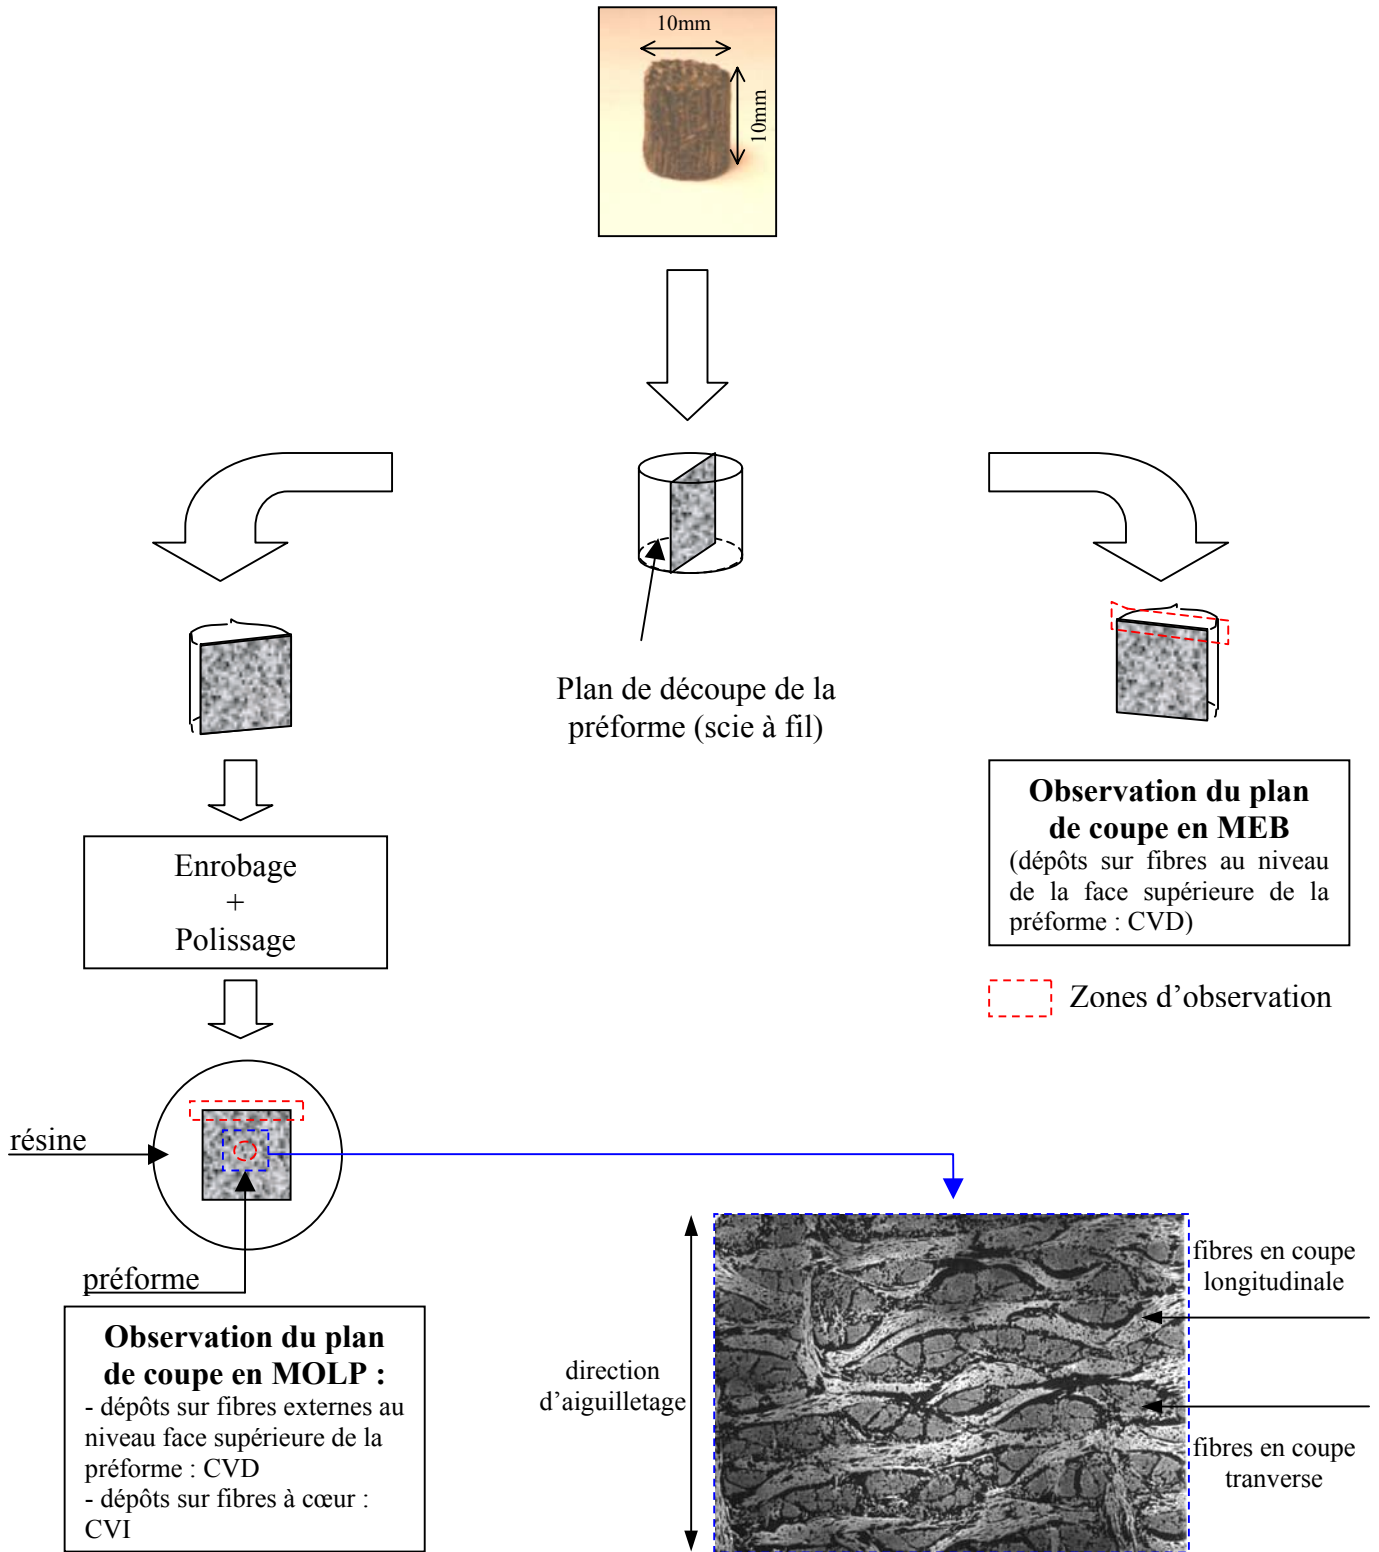 10mm
10mm
Plan de découpe de la
préforme (scie à fil)
Observation du plan
de coupe en MEB
(dépôts sur fibres au niveau
de la face supérieure de la
préforme : CVD)
Zones d’observation
Enrobage
+
Polissage
résine
préforme
Observation du plan
de coupe en MOLP :
- dépôts sur fibres externes au
niveau face supérieure de la
préforme : CVD
- dépôts sur fibres à cœur :
CVI
direction
d’aiguilletage
fibres en coupe
longitudinale
fibres en coupe
tranverse